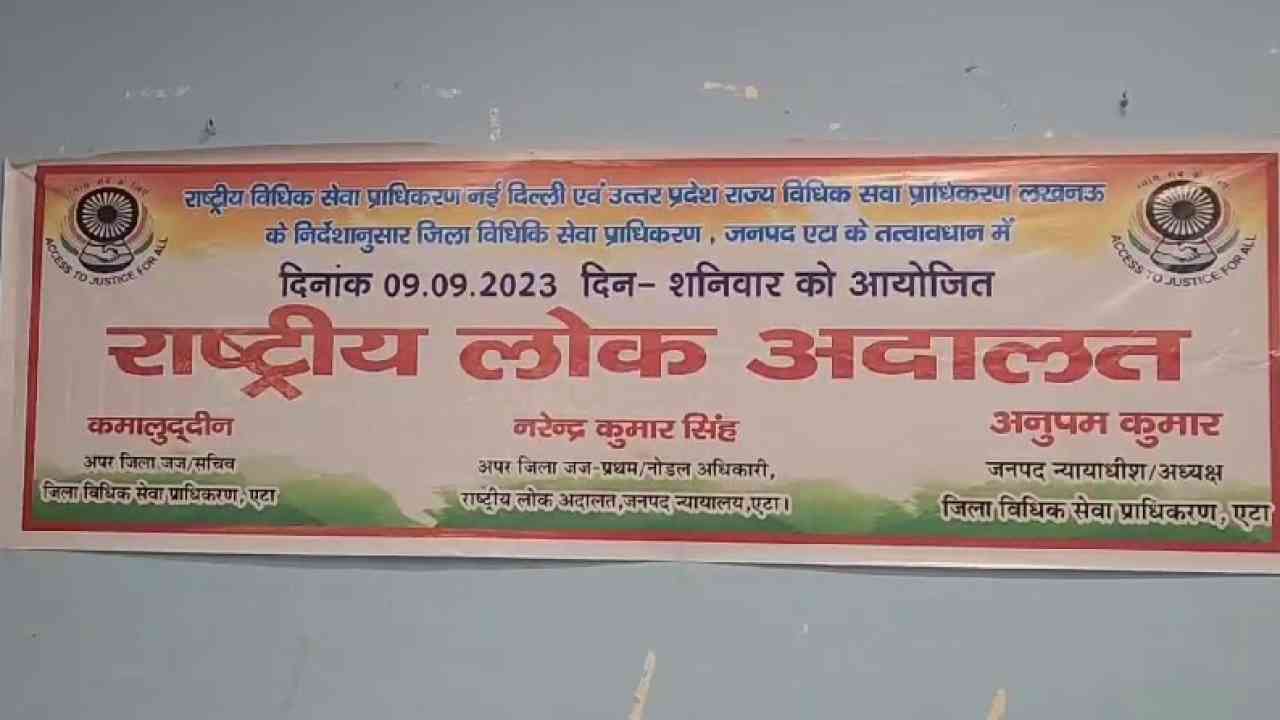 राष्ट्रीय विधिक सेवा प्राधिकरण नई दिल्ली एवं उत्तर प्रदेश राज्य विधिक सवा प्राधिकरण लखनऊ
के निर्देशानुसार जिला विधिकि सेवा प्राधिकरण , जनपद एटा के तत्वावधान में
दिनांक 09.09.2023 दिन- शनिवार को आयोजित
राष्ट्रीय लोक अदालत
कमालुद्दीन
अपर जिला जज/सचिव
जिला विधिक सेवा प्राधिकरण, एटा
नरेन्द्र कुमार सिंह
अपर जिला जज-प्रथम/नोडल अधिकारी,
राष्ट्रीय लोक अदालत,जनपद न्यायालय,एटा।
अनुपम कुमार
जनपद न्यायाधीश/अध्यक्ष
जिला विधिक सेवा प्राधिकरण, एटा
ACCESS TO JUSTICE FOR ALL
ACCESS TO JUSTICE FOR ALL